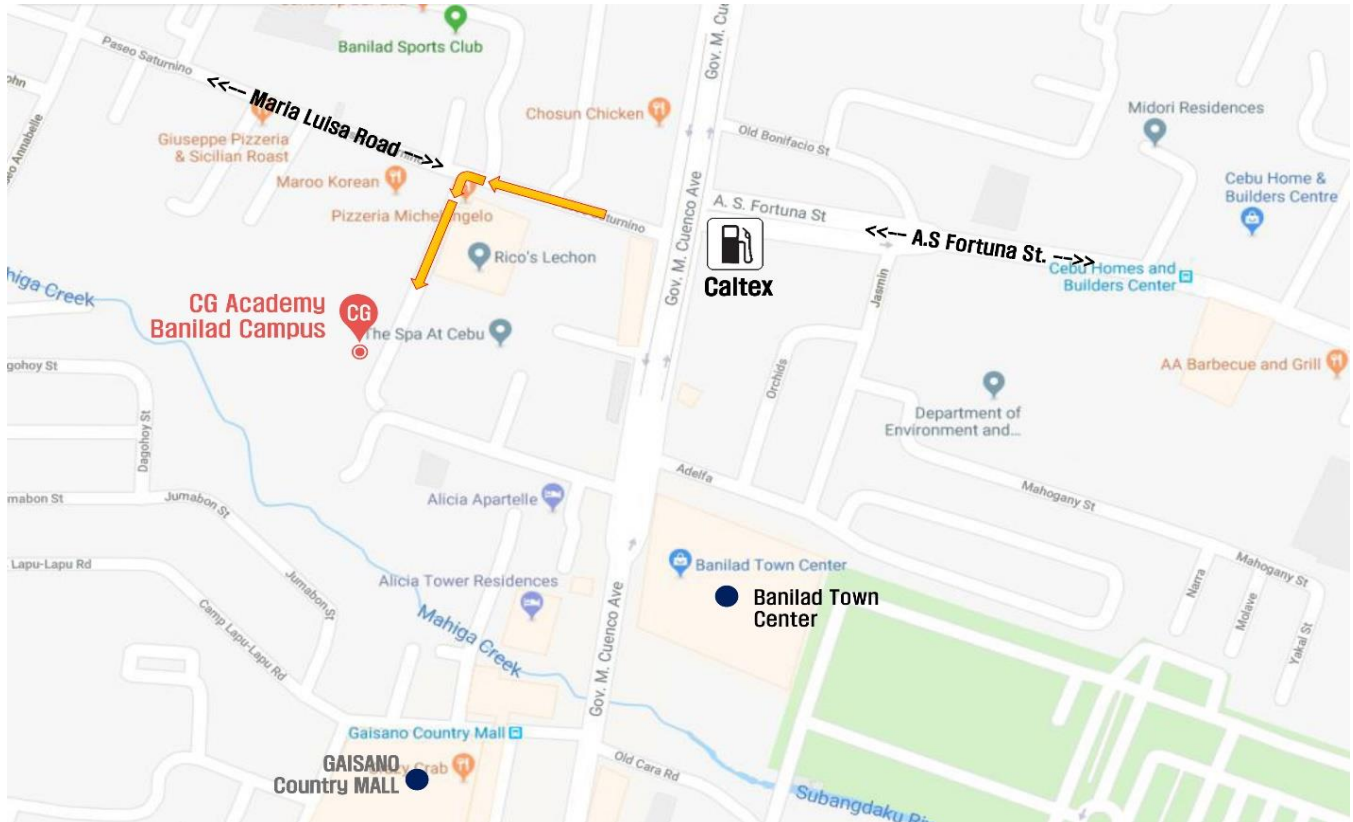 Banilad Sports Club
Gov. M. Cu
Paseo Saturnino
<<-- Maria Luisa Road -->>
Chosun Chicken
Midori Residences
Giuseppe Pizzeria
& Sicilian Roast
Old Bonifacio St
Maroo Korean
Cebu Home &
Builders Centre
Pizzeria Michelangelo
Saturnino
A. S. Fortuna St
<<-- A.S Fortuna St. -->>
Gov. M. Cuenco Ave
Rico's Lechon
Caltex
Cebu Homes and
Builders Center
Jasmin
CG Academy
Banilad Campus
CG
The Spa At Cebu
AA Barbecue and Grill
Orchids
Department of
Environment and...
Dagohoy St
Adelfa
Mahogany St
Alicia Apartelle
Jumabon St
Banilad Town Center
Banilad Town
Center
Lapu-Lapu Rd
Jumabon St
Alicia Tower Residences
Mahiga Creek
Camp Lapu-Lapu Rd
Gov. M. Cuenco Ave
Mahogany St
Narra
Molave
Yakal St
Gaisano Country Mall
GAISANO
Country MALL
Crab
Old Cara Rd
Subangdaku